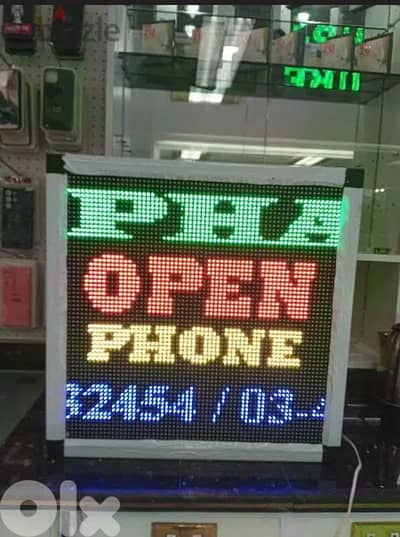 PHA
OPEN
PHONE
32454 / 03-4
olx